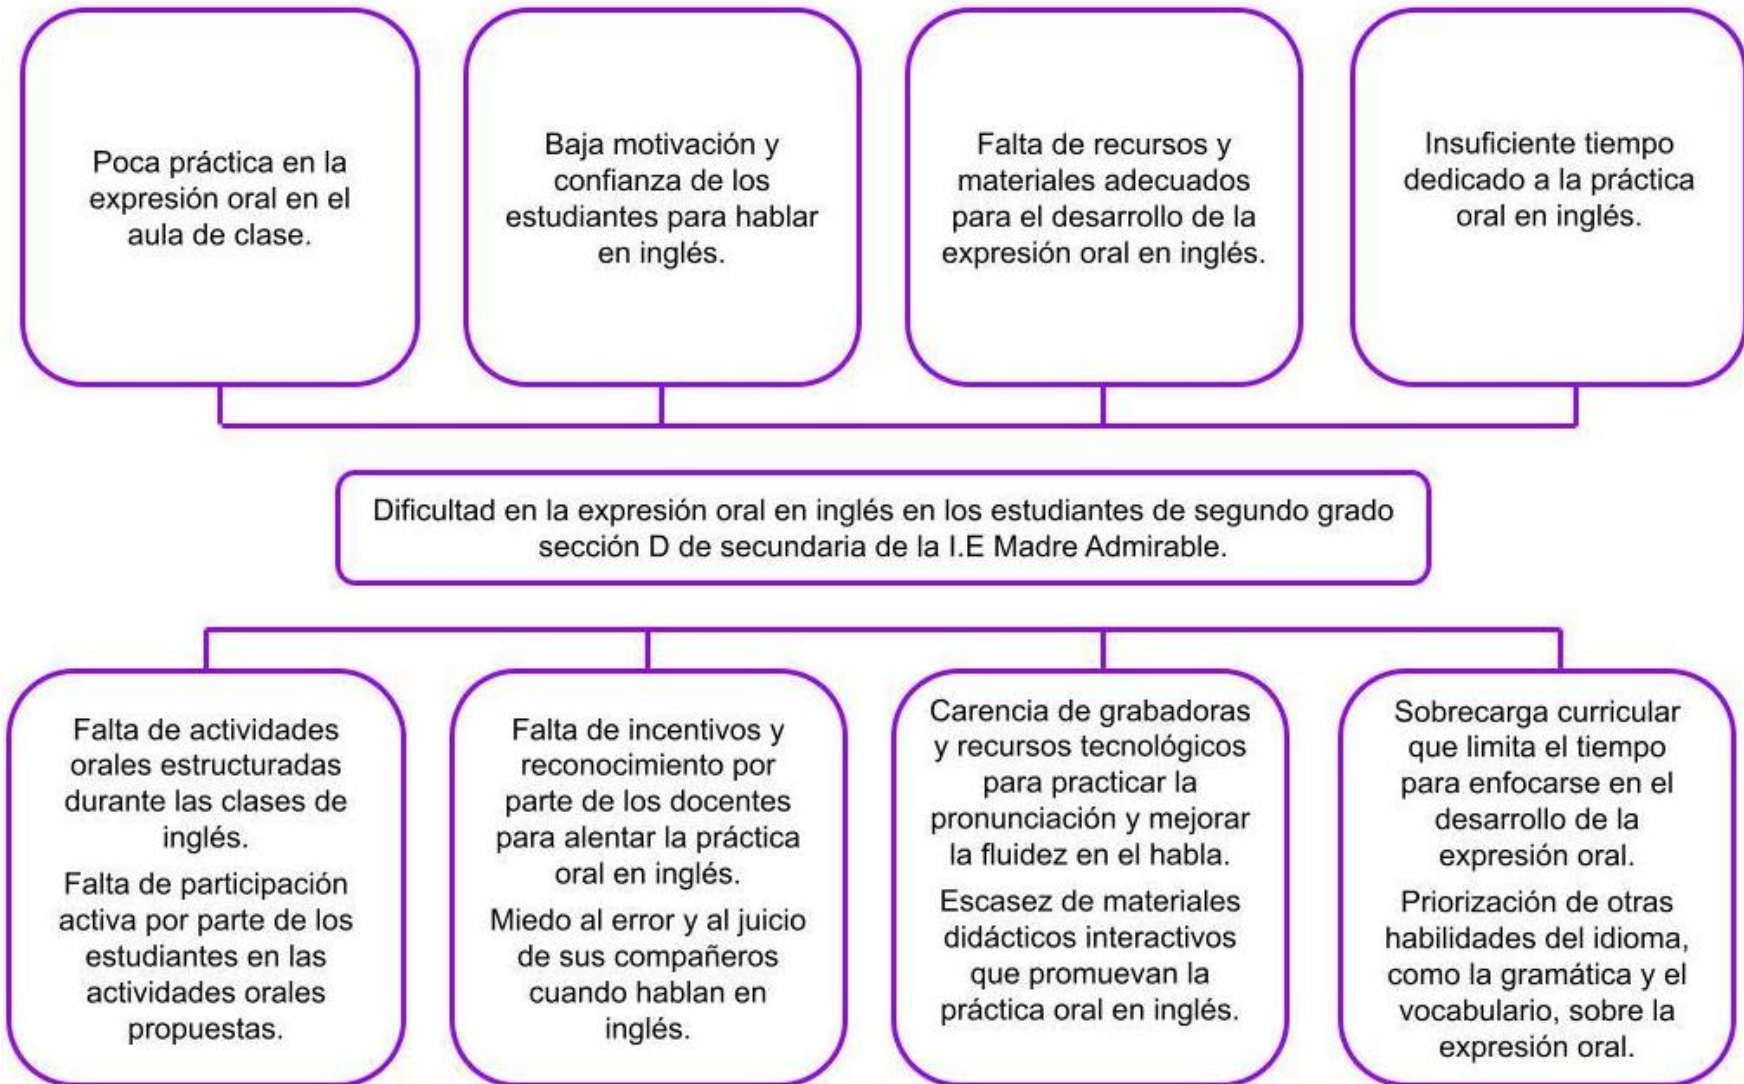 Poca práctica en la
expresión oral en el
aula de clase.
Baja motivación y
confianza de los
estudiantes para hablar
en inglés.
Falta de recursos y
materiales adecuados
para el desarrollo de la
expresión oral en inglés.
Insuficiente tiempo
dedicado a la práctica
oral en inglés.
Dificultad en la expresión oral en inglés en los estudiantes de segundo grado
sección D de secundaria de la I.E Madre Admirable.
Falta de actividades
orales estructuradas
durante las clases de
inglés.
Falta de participación
activa por parte de los
estudiantes en las
actividades orales
propuestas.
Falta de incentivos y
reconocimiento por
parte de los docentes
para alentar la práctica
oral en inglés.
Miedo al error y al juicio
de sus compañeros
cuando hablan en
inglés.
Carencia de grabadoras
y recursos tecnológicos
para practicar la
pronunciación y mejorar
la fluidez en el habla.
Escasez de materiales
didácticos interactivos
que promuevan la
práctica oral en inglés.
Sobrecarga curricular
que limita el tiempo
para enfocarse en el
desarrollo de la
expresión oral.
Priorización de otras
habilidades del idioma,
como la gramática y el
vocabulario, sobre la
expresión oral.